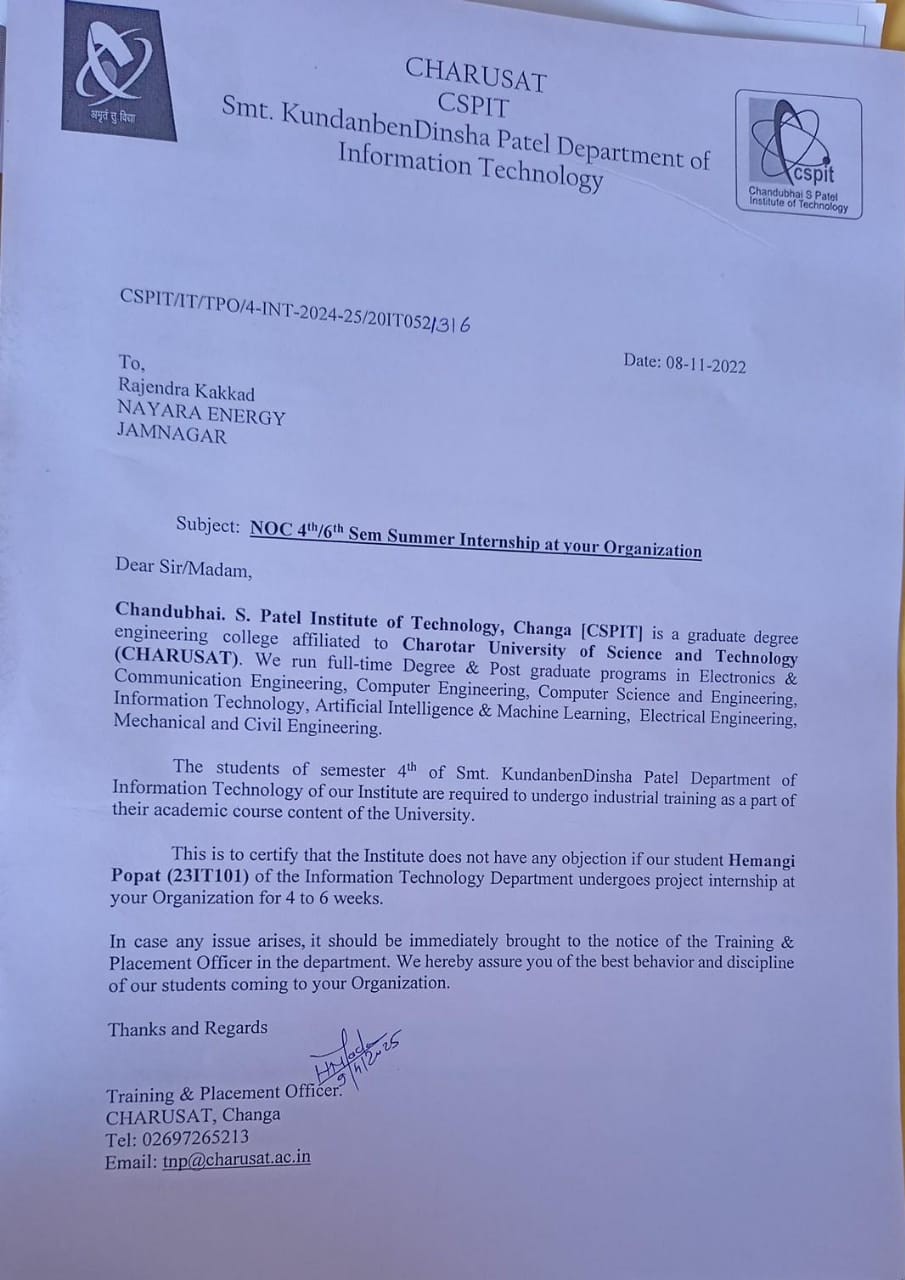 अमृतं तु विद्या
CHARUSAT
CSPIT
Smt. KundanbenDinsha Patel Department of
Information Technology
cspit
Chandubhai S Patel
Institute of Technology
CSPIT/IT/TPO/4-INT-2024-25/20IT052/316
Date: 08-11-2022
To,
Rajendra Kakkad
NAYARA ENERGY
JAMNAGAR
Subject: NOC 4th/6th Sem Summer Internship at your Organization
Dear Sir/Madam,
Chandubhai. S. Patel Institute of Technology, Changa [CSPIT] is a graduate degree
engineering college affiliated to Charotar University of Science and Technology
(CHARUSAT). We run full-time Degree & Post graduate programs in Electronics &
Communication Engineering, Computer Engineering, Computer Science and Engineering,
Information Technology, Artificial Intelligence & Machine Learning, Electrical Engineering,
Mechanical and Civil Engineering.
The students of semester 4th of Smt. KundanbenDinsha Patel Department of
Information Technology of our Institute are required to undergo industrial training as a part of
their academic course content of the University.
This is to certify that the Institute does not have any objection if our student Hemangi
Popat (23IT101) of the Information Technology Department undergoes project internship at
your Organization for 4 to 6 weeks.
In case any issue arises, it should be immediately brought to the notice of the Training &
Placement Officer in the department. We hereby assure you of the best behavior and discipline
of our students coming to your Organization.
Thanks and Regards
9/4/2025
Training & Placement Officer.
CHARUSAT, Changa
Tel: 02697265213
Email: tnp@charusat.ac.in